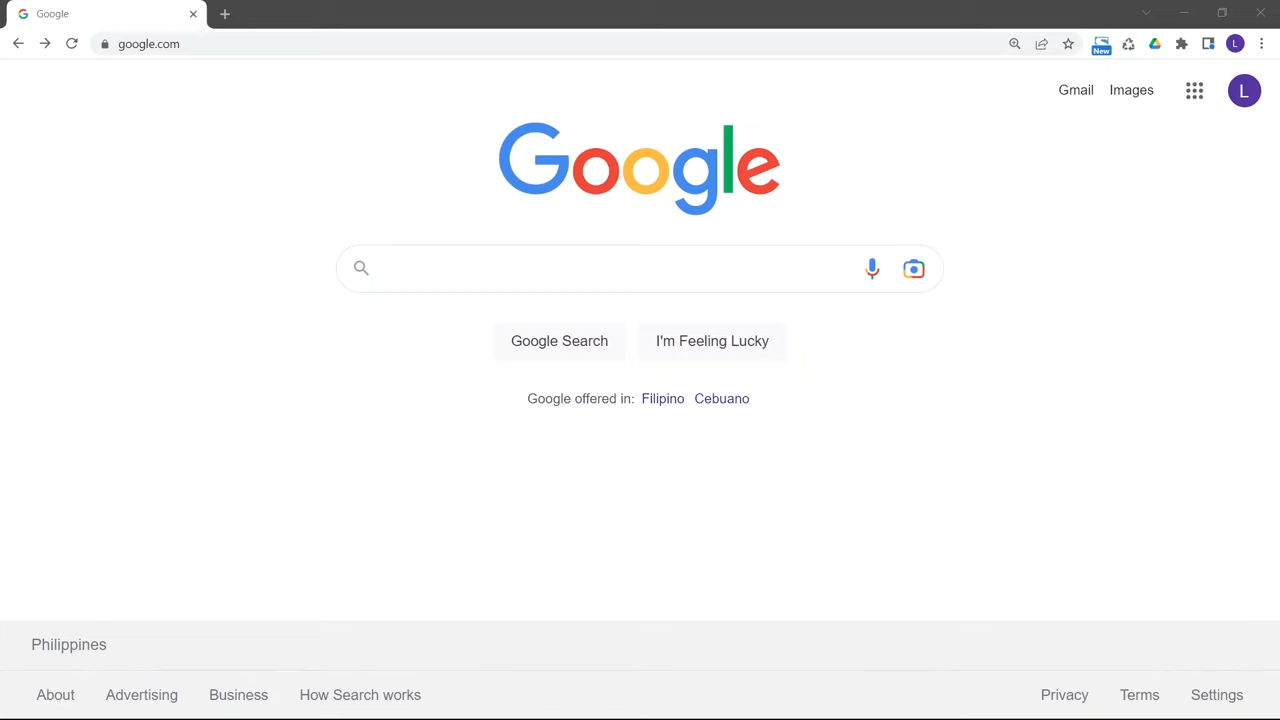 Google
google.com
New
L
Gmail Images
L
Google
Google Search I'm Feeling Lucky
Google offered in: Filipino Cebuano
Philippines
About Advertising Business How Search works Privacy Terms Settings